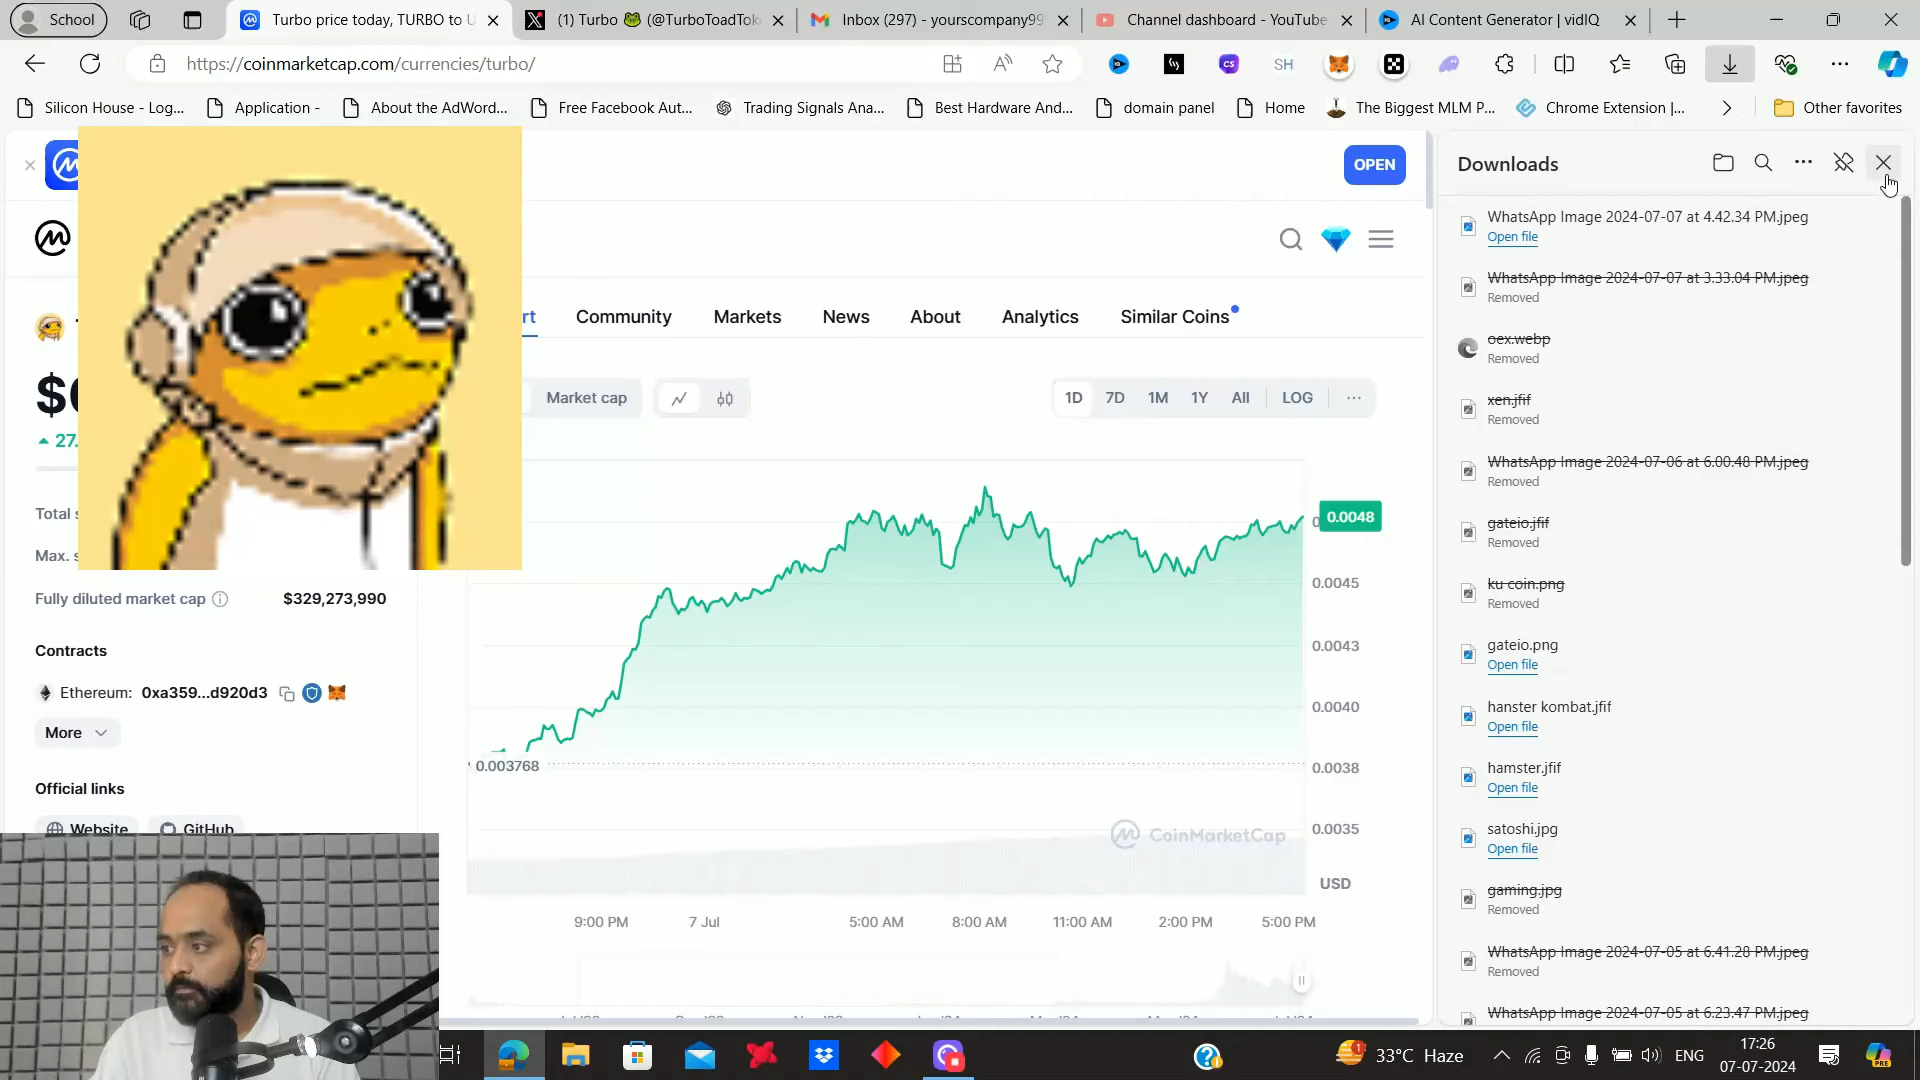 School
Turbo price today, TURBO to U
(1) Turbo 🐸 (@TurboToadTok
Inbox (297) - yourscompany99
Channel dashboard - YouTube
AI Content Generator | vidIQ
https://coinmarketcap.com/currencies/turbo/
SH
Silicon House - Log...
Application -
About the AdWord...
Free Facebook Aut...
Trading Signals Ana...
Best Hardware And...
domain panel
Home
The Biggest MLM P...
Chrome Extension |...
Other favorites
OPEN
rt
Community
Markets
News
About
Analytics
Similar Coins
$0
27.
Market cap
1D
7D
1M
1Y
All
LOG
Total s
Max. s
Fully diluted market cap
$329,273,990
Contracts
Ethereum: 0xa359...d920d3
More
Official links
Website
GitHub
0.0048
0.0045
0.0043
0.0040
0.003768
0.0038
0.0035
CoinMarketCap
USD
9:00 PM
7 Jul
5:00 AM
8:00 AM
11:00 AM
2:00 PM
5:00 PM
Downloads
WhatsApp Image 2024-07-07 at 4.42.34 PM.jpeg
Open file
WhatsApp Image 2024-07-07 at 3.33.04 PM.jpeg
Removed
oex.webp
Removed
xen.jfif
Removed
WhatsApp Image 2024-07-06 at 6.00.48 PM.jpeg
Removed
gateio.jfif
Removed
ku coin.png
Removed
gateio.png
Open file
hanster kombat.jfif
Open file
hamster.jfif
Open file
satoshi.jpg
Open file
gaming.jpg
Removed
WhatsApp Image 2024-07-05 at 6.41.28 PM.jpeg
Removed
WhatsApp Image 2024-07-05 at 6.23.47 PM.jpeg
33°C Haze
ENG
17:26
07-07-2024